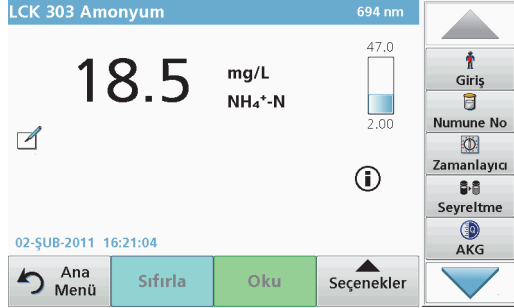 LCK 303 Amonyum 694 nm
18.5 mg/L
NH₄⁺-N
47.0
2.00
02-ŞUB-2011 16:21:04
Ana
Menü
Sıfırla
Oku
Seçenekler
Giriş
Numune No
Zamanlayıcı
Seyreltme
AKG